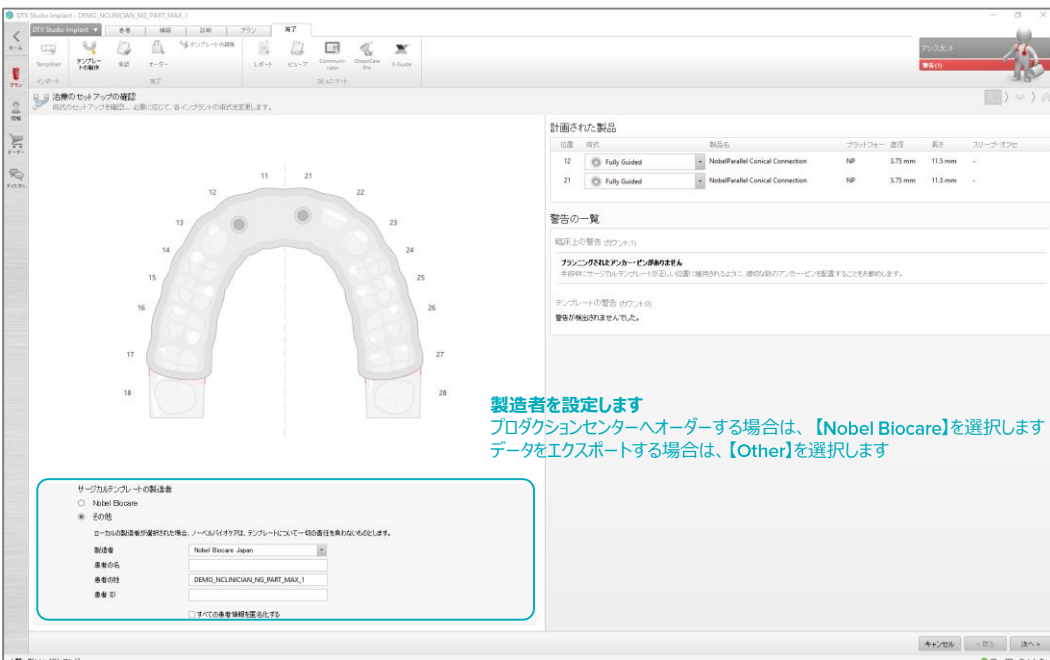 DTX Studio Implant - DEMO_NCLINICIAN_NG_PART_MAX_1
DTX Studio Implant 患者 確認 診断 プラン 完了
ホーム
プラン
情報
オーダー
TempShell
テンプレートの製作
承認
オーダー
テンプレートの編集
レポート
ビューア
Communicator
OsseoCare Pro
X-Guide
インポート 完了 コミュニケート
アシスタント
警告(1)
治療のセットアップの確認
術式のセットアップを確認し、必要に応じて、各インプラントの術式を変更します。
11 21
12 22
13 23
14 24
15 25
16 26
17 27
18 28
計画された製品
位置 術式 製品名 プラットフォー 直径 長さ スリーブ・オフセ
12 Fully Guided NobelParallel Conical Connection NP 3.75 mm 11.5 mm -
21 Fully Guided NobelParallel Conical Connection NP 3.75 mm 11.5 mm -
警告の一覧
臨床上の警告 (カウント:1)
プランニングされたアンカー・ピンがありません
手術中にサージカルテンプレートが正しい位置に維持されるように、適切な数のアンカー・ピンを配置することをお勧めします。
テンプレートの警告 (カウント:0)
警告が検出されませんでした。
製造者を設定します
プロダクションセンターへオーダーする場合は、【Nobel Biocare】を選択します
データをエクスポートする場合は、【Other】を選択します
サージカルテンプレートの製造者
Nobel Biocare
その他
ローカルの製造者が選択された場合、ノーベルバイオケアは、テンプレートについて一切の責任を負わないものとします。
製造者 Nobel Biocare Japan
患者の名
患者の姓 DEMO_NCLINICIAN_NG_PART_MAX_1
患者 ID
すべての患者情報を匿名化する
キャンセル < 戻る 次へ >